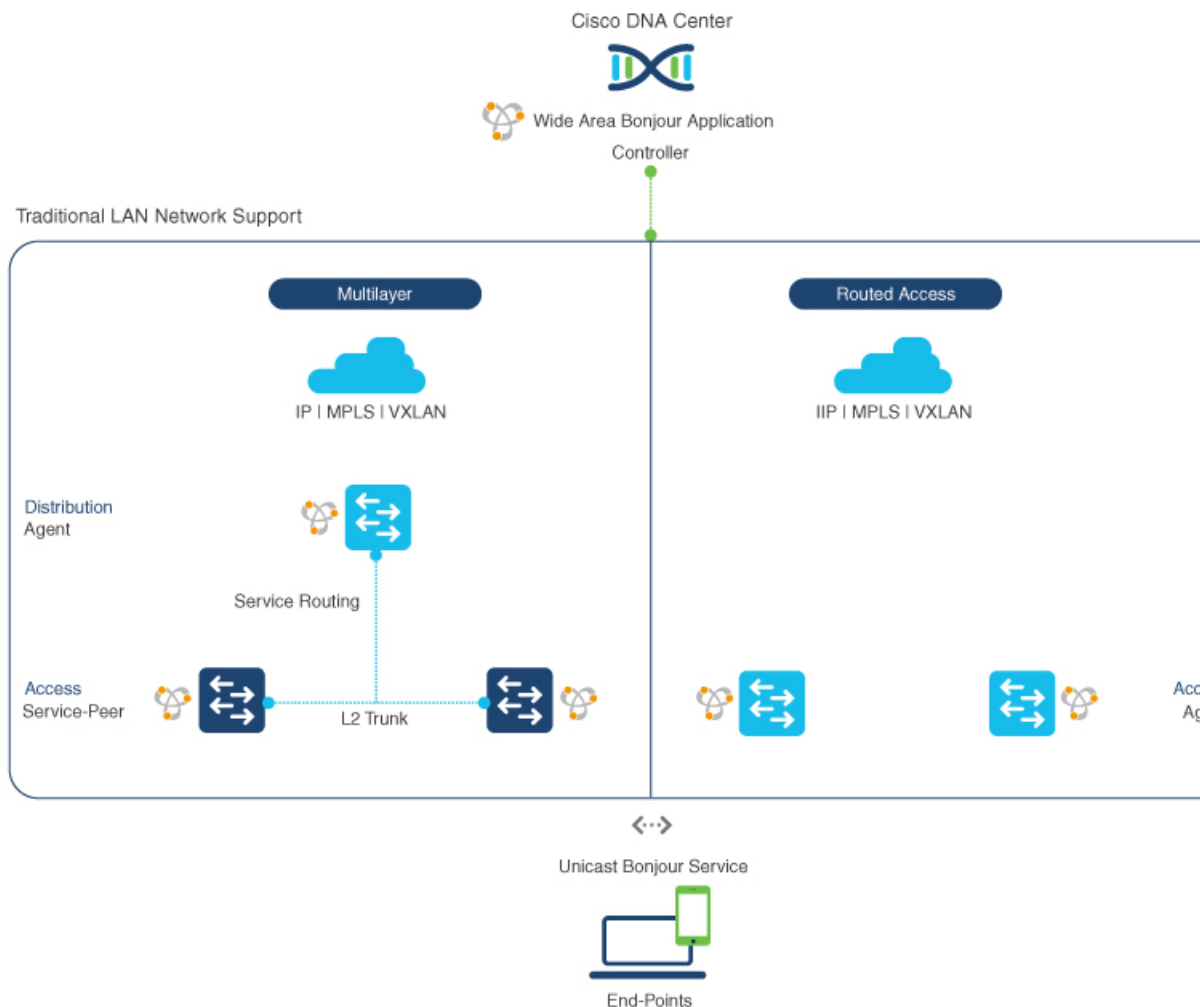 Cisco DNA Center
Wide Area Bonjour Application
Controller
Traditional LAN Network Support
Multilayer
Routed Access
IP | MPLS | VXLAN
IIP | MPLS | VXLAN
Distribution
Agent
Service Routing
Access
Service-Peer
L2 Trunk
Unicast Bonjour Service
End-Points